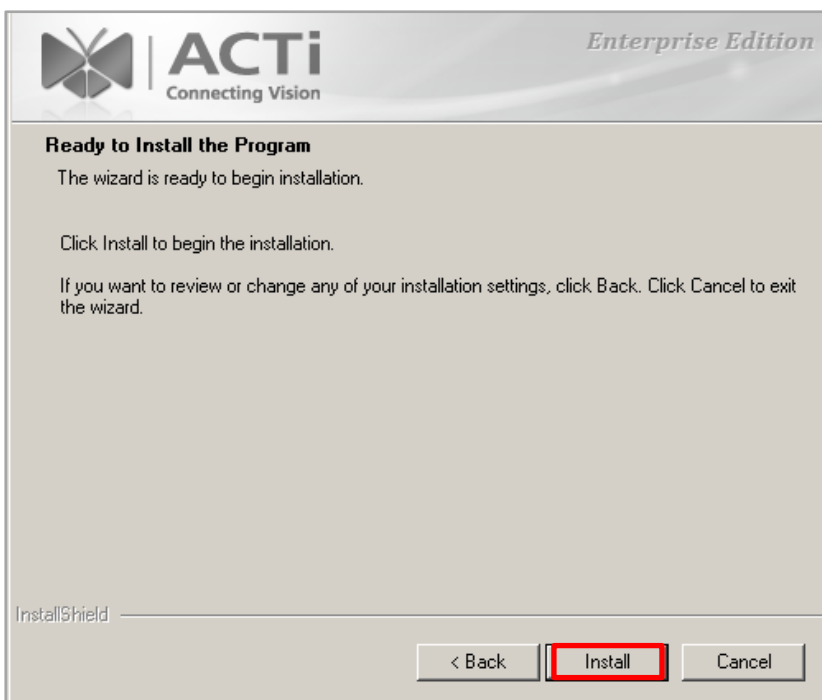 ACTi
Connecting Vision
Enterprise Edition
Ready to Install the Program
The wizard is ready to begin installation.
Click Install to begin the installation.
If you want to review or change any of your installation settings, click Back. Click Cancel to exit
the wizard.
InstallShield
< Back
Install
Cancel